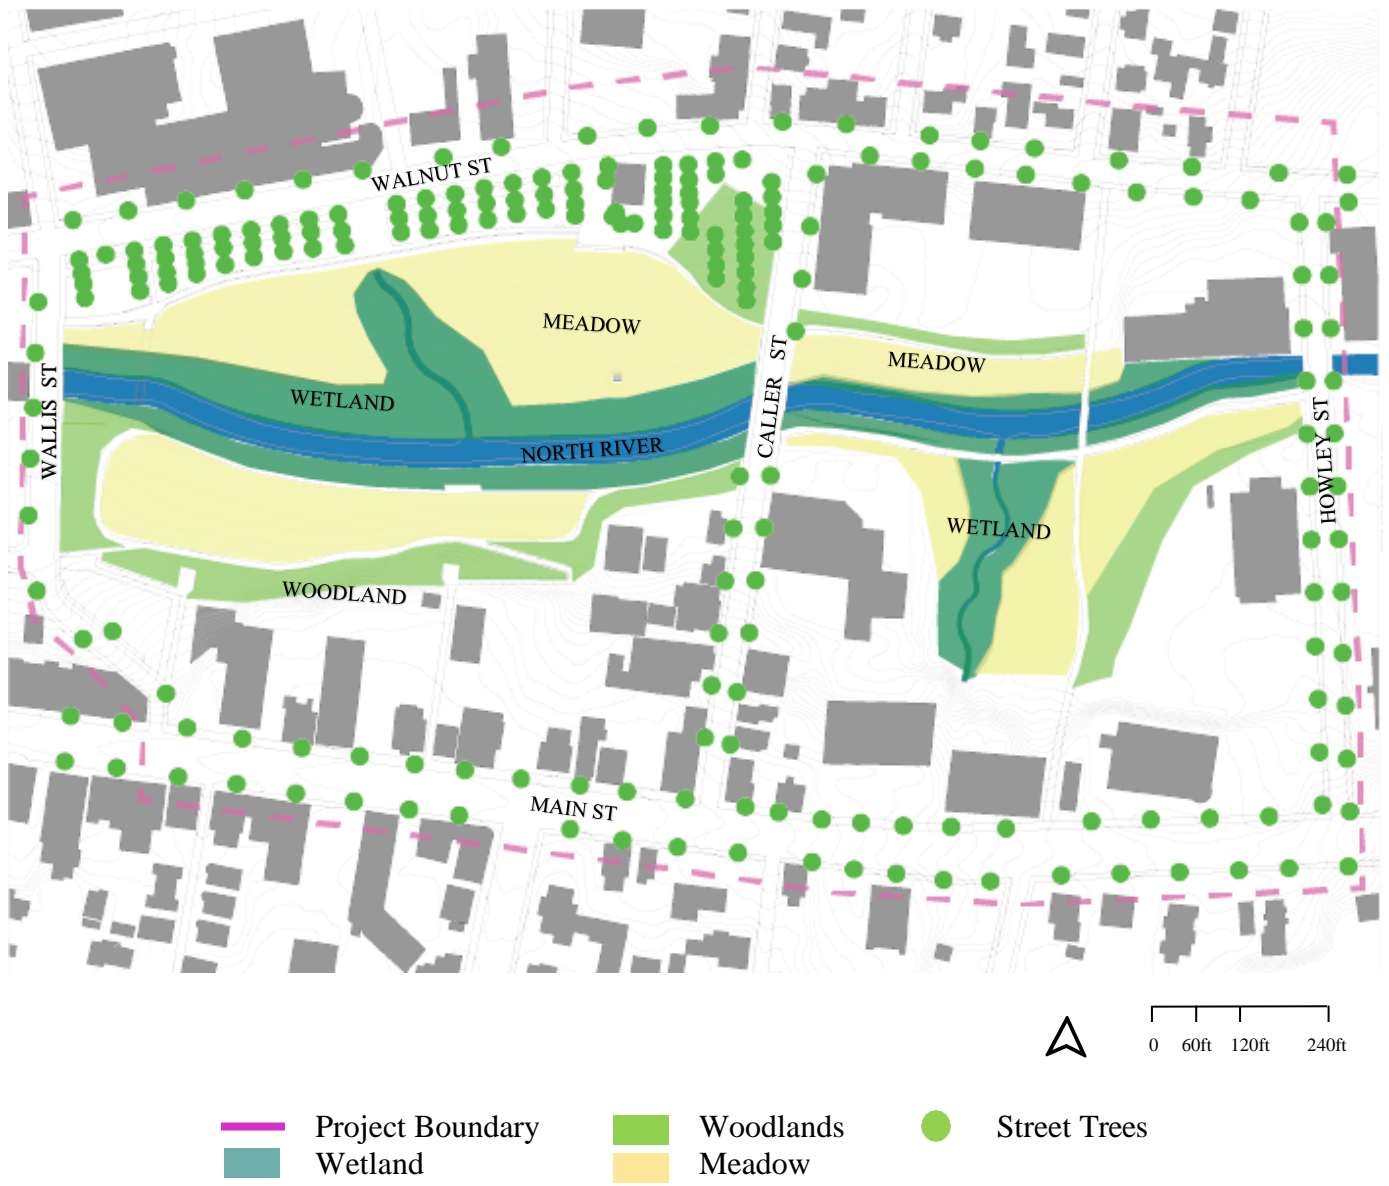 WALNUT ST
MEADOW
MEADOW
WALLIS ST
WETLAND
CALLER ST
NORTH RIVER
HOWLEY ST
WETLAND
WOODLAND
MAIN ST
0 60ft 120ft 240ft
Project Boundary
Woodlands
Street Trees
Wetland
Meadow